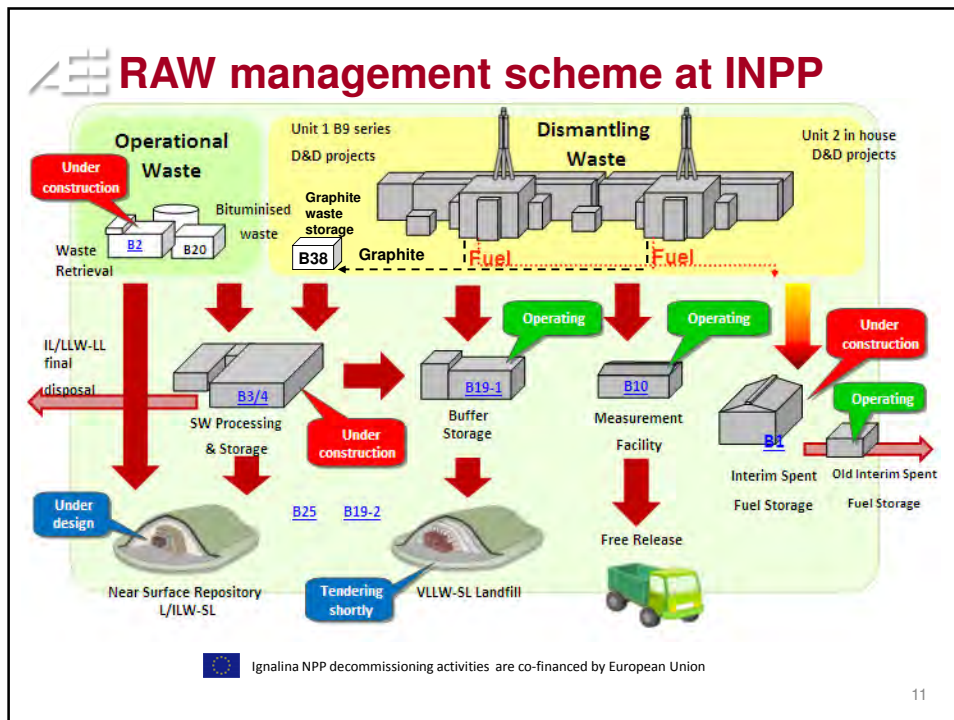 RAW management scheme at INPP
Operational
Waste
Under
construction
B2
B20
Bituminised
waste
Waste
Retrieval
Unit 1 B9 series
D&D projects
Dismantling
Waste
Unit 2 in house
D&D projects
Graphite
waste
storage
B38
Graphite
Fuel
Fuel
IL/LLW-LL
final
disposal
B3/4
SW Processing
& Storage
Under
construction
Operating
B19-1
Buffer
Storage
Operating
B10
Measurement
Facility
Under
construction
B1
Interim Spent
Fuel Storage
Operating
Old Interim Spent
Fuel Storage
Under
design
Near Surface Repository
L/ILW-SL
B25
B19-2
Tendering
shortly
VLLW-SL Landfill
Free Release
Ignalina NPP decommissioning activities are co-financed by European Union
11